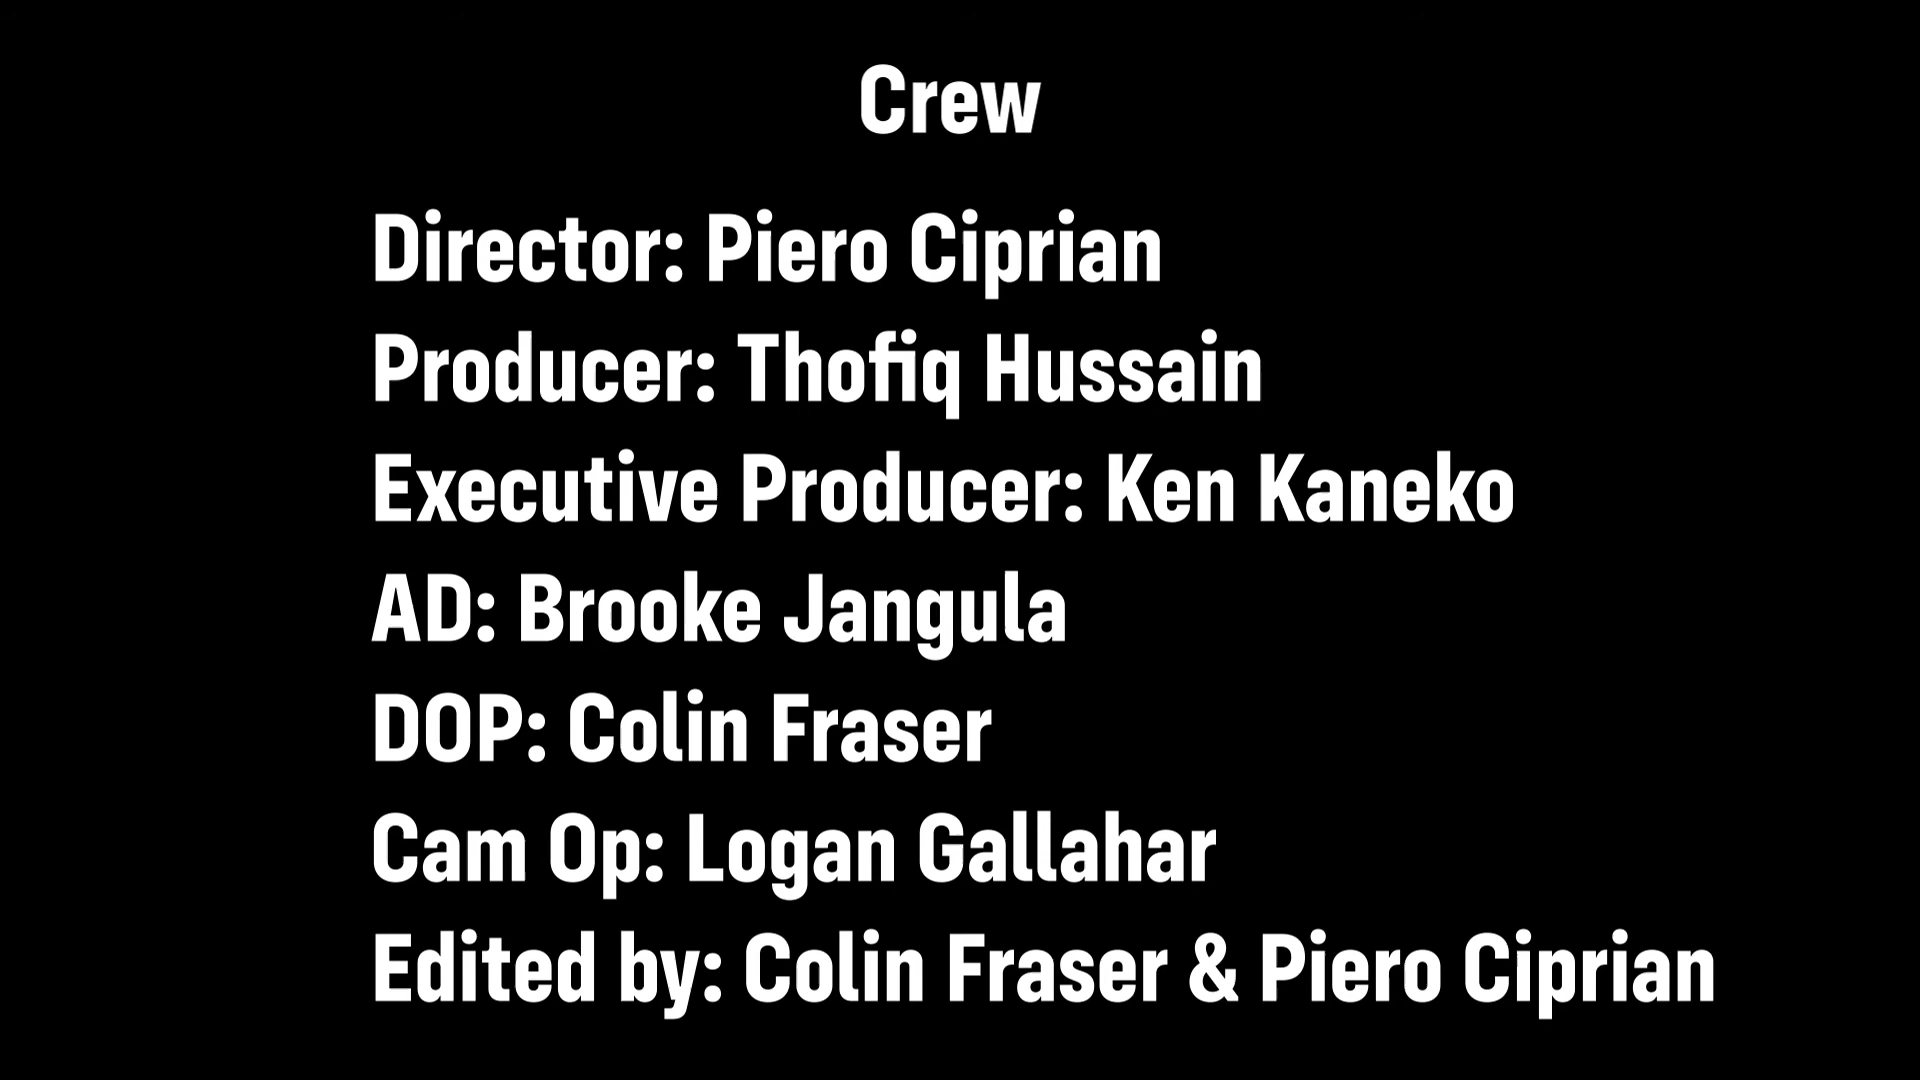 Crew
Director: Piero Ciprian
Producer: Thofiq Hussain
Executive Producer: Ken Kaneko
AD: Brooke Jangula
DOP: Colin Fraser
Cam Op: Logan Gallahar
Edited by: Colin Fraser & Piero Ciprian